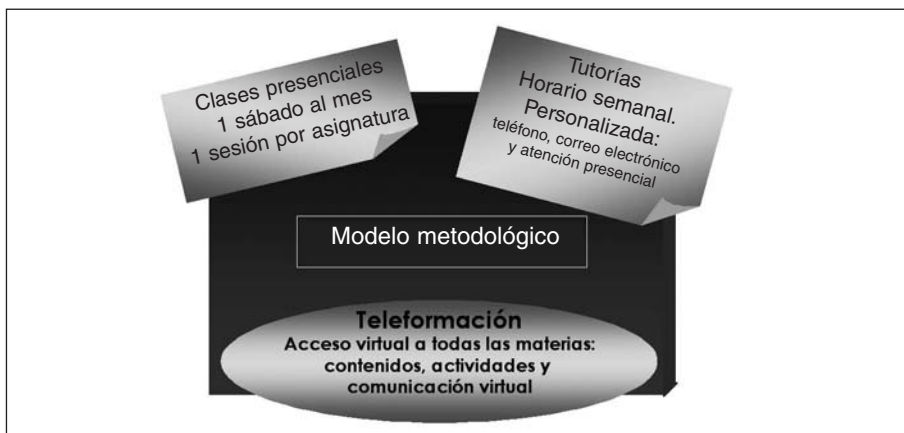 Clases presenciales
1 sábado al mes
1 sesión por asignatura
Tutorías
Horario semanal.
Personalizada:
teléfono, correo electrónico
y atención presencial
Modelo metodológico
Teleformación
Acceso virtual a todas las materias:
contenidos, actividades y
comunicación virtual